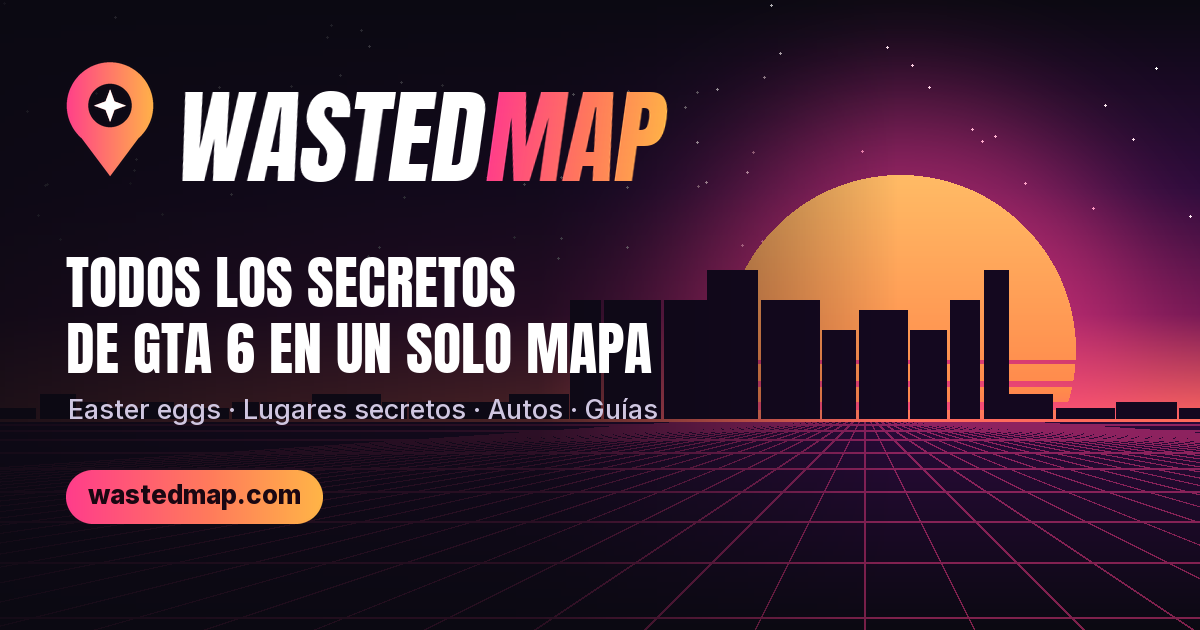 WASTEDMAP
TODOS LOS SECRETOS
DE GTA 6 EN UN SOLO MAPA
Easter eggs · Lugares secretos · Autos · Guías
wastedmap.com